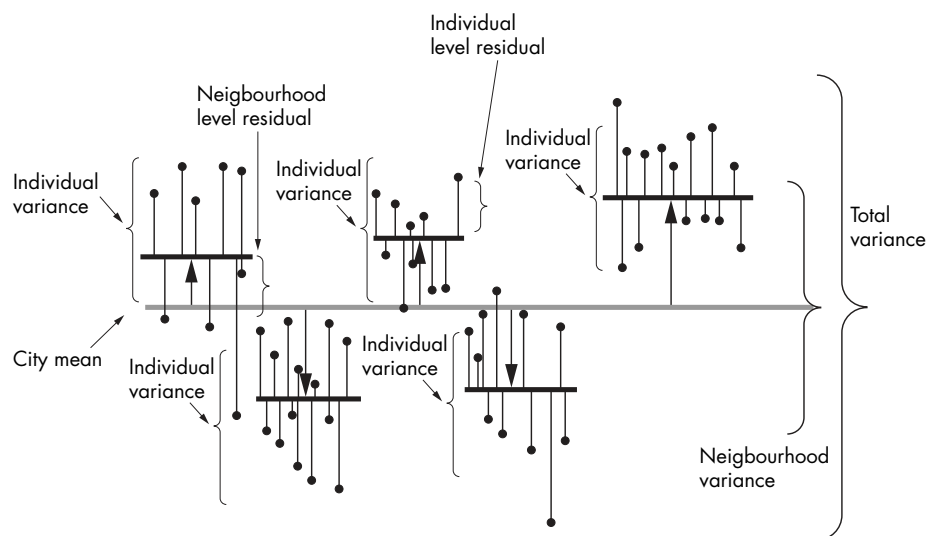 Individual
level residual
Neigbourhood
level residual
Individual
variance
Individual
variance
Individual
variance
Total
variance
City mean
Individual
variance
Individual
variance
Neigbourhood
variance